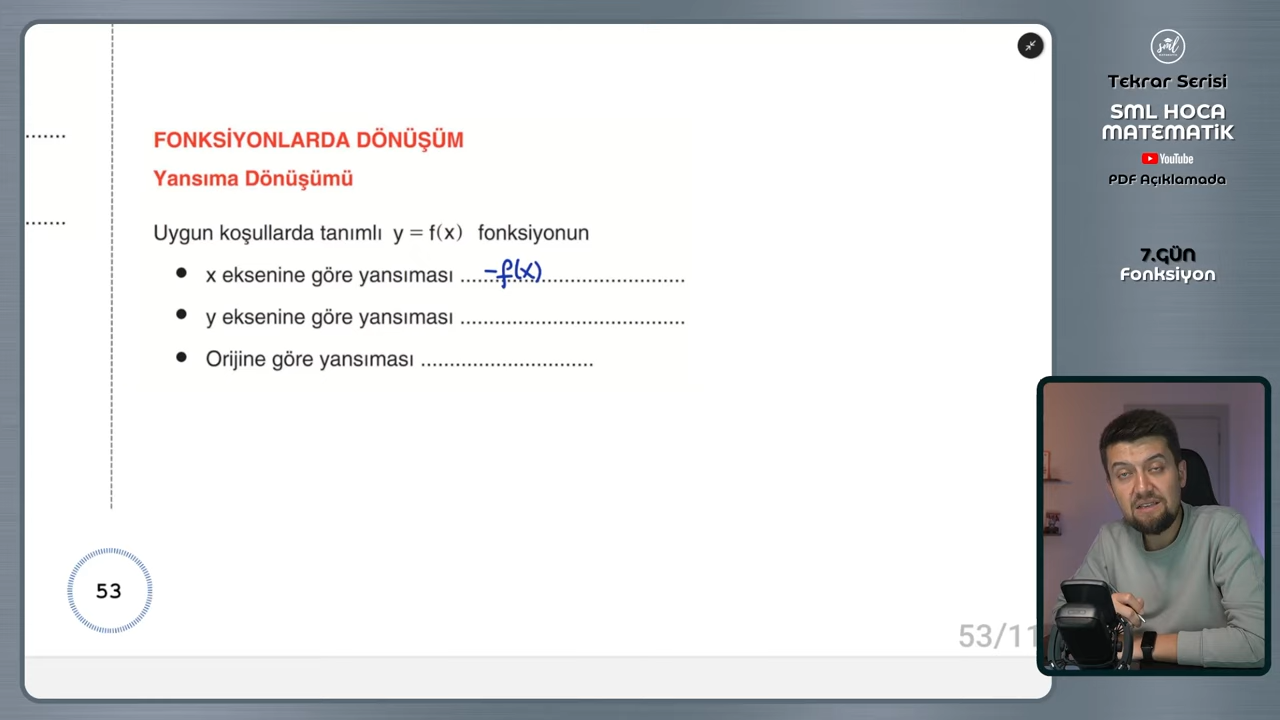 FONKSİYONLARDA DÖNÜŞÜM
Yansıma Dönüşümü
Uygun koşullarda tanımlı y = f(x) fonksiyonun
• x eksenine göre yansıması ........................................
-f(x)
• y eksenine göre yansıması .......................................
• Orijine göre yansıması ..............................
.......
.......
53
53/11
sml
Tekrar Serisi
SML HOCA
MATEMATİK
YouTube
PDF Açıklamada
7.GÜN
Fonksiyon